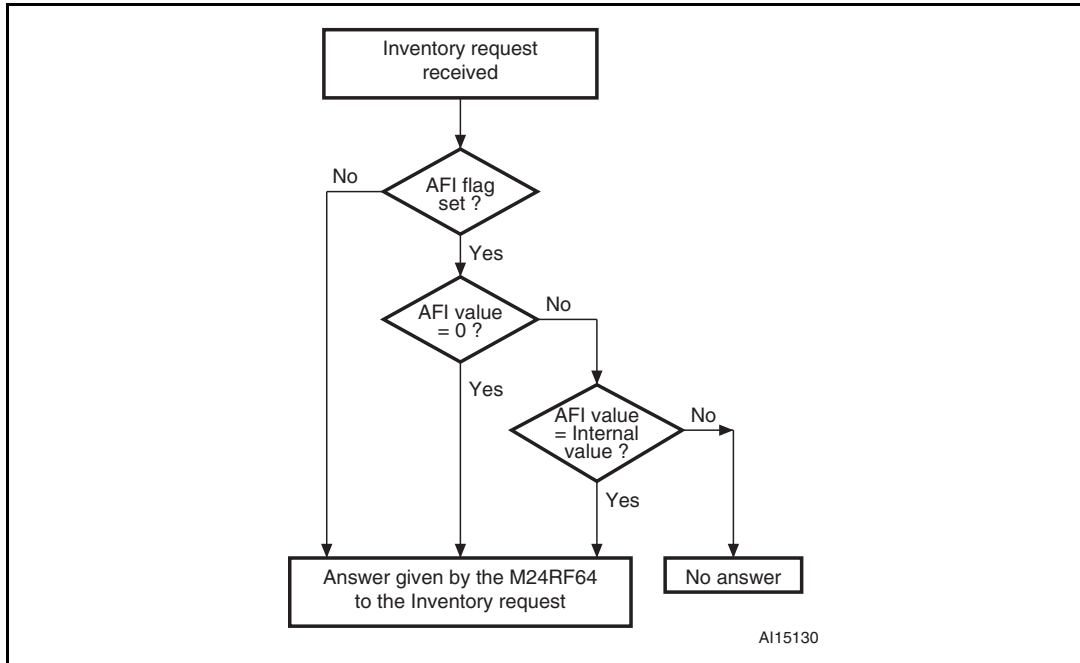 Inventory request
received
No
AFI flag
set ?
Yes
AFI value
= 0 ?
No
Yes
AFI value
= Internal
value ?
No
Yes
Answer given by the M24RF64
to the Inventory request
No answer
AI15130